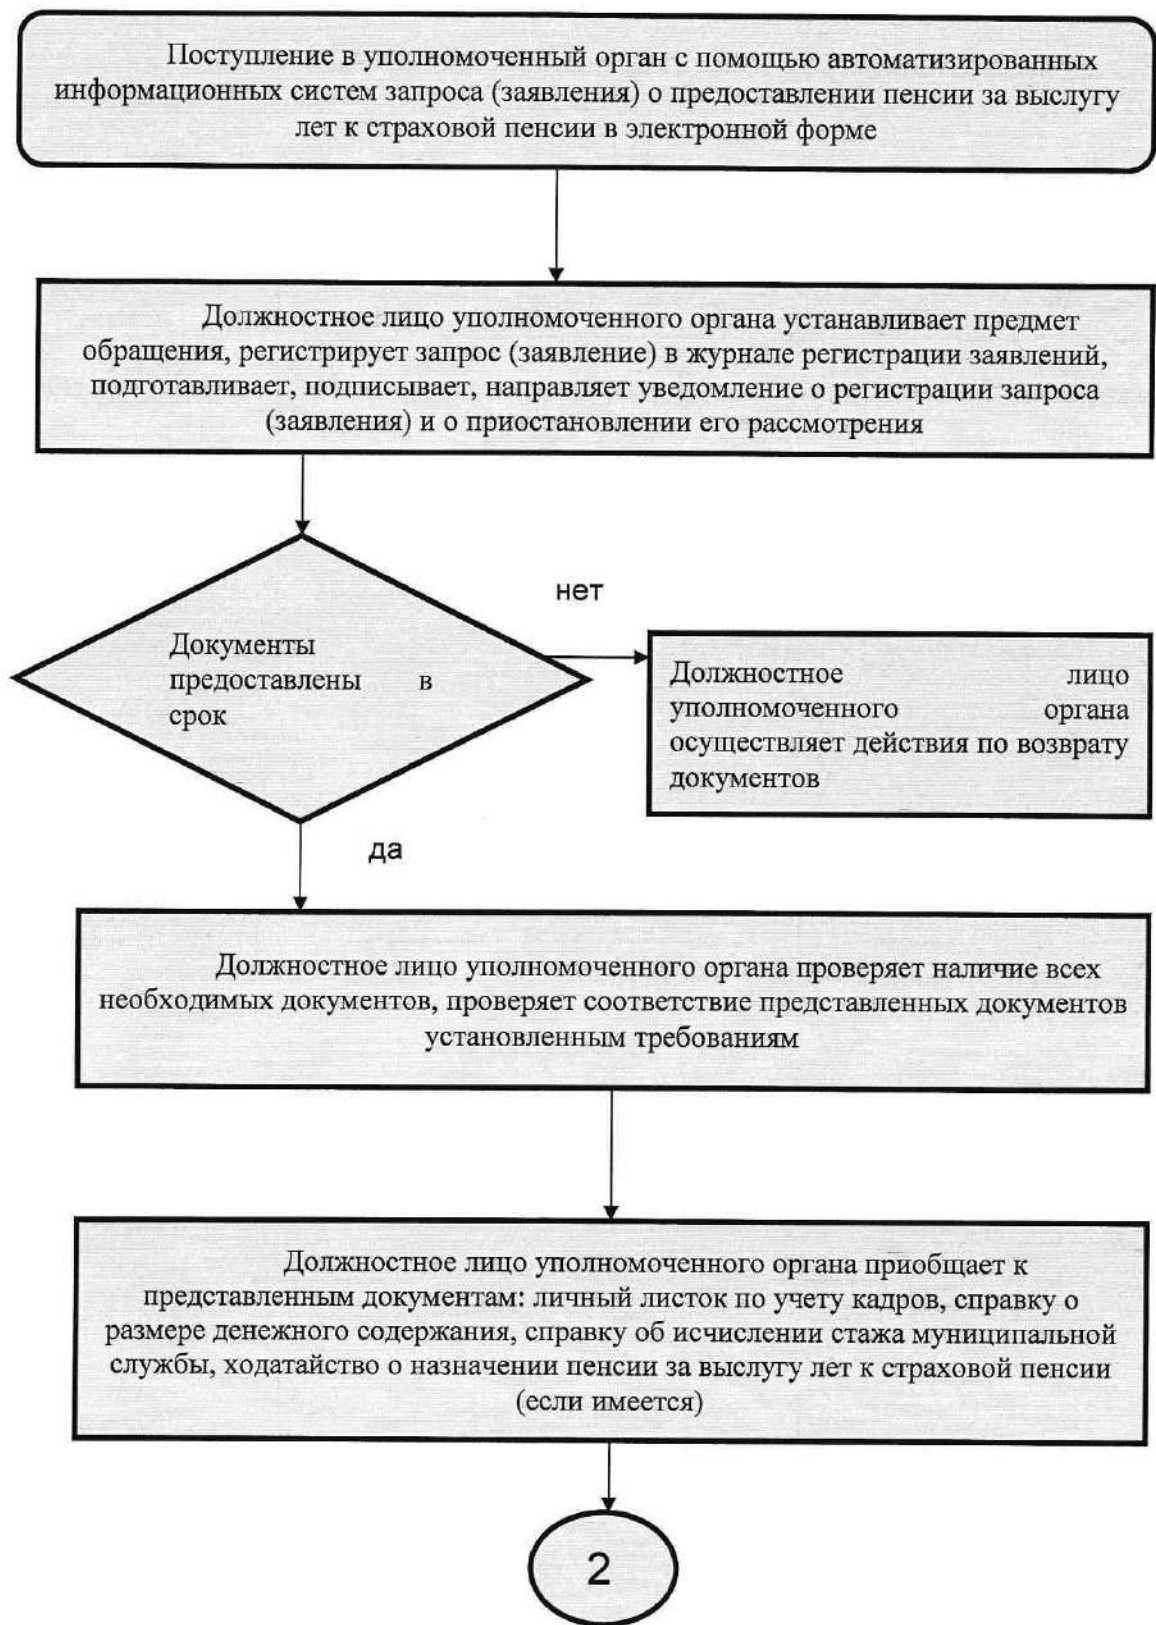 Поступление в уполномоченный орган с помощью автоматизированных
информационных систем запроса (заявления) о предоставлении пенсии за выслугу
лет к страховой пенсии в электронной форме
Должностное лицо уполномоченного органа устанавливает предмет
обращения, регистрирует запрос (заявление) в журнале регистрации заявлений,
подготавливает, подписывает, направляет уведомление о регистрации запроса
(заявления) и о приостановлении его рассмотрения
нет
Документы
предоставлены в
срок
Должностное лицо
уполномоченного органа
осуществляет действия по возврату
документов
да
Должностное лицо уполномоченного органа проверяет наличие всех
необходимых документов, проверяет соответствие представленных документов
установленным требованиям
Должностное лицо уполномоченного органа приобщает к
представленным документам: личный листок по учету кадров, справку о
размере денежного содержания, справку об исчислении стажа муниципальной
службы, ходатайство о назначении пенсии за выслугу лет к страховой пенсии
(если имеется)
2